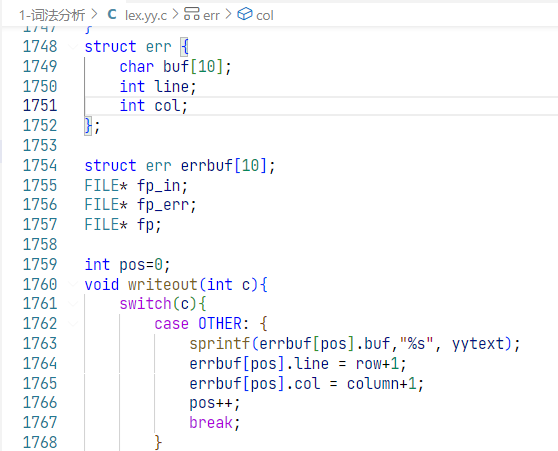 1-词法分析 > C lex.yy.c > err > col
1747 }
1748 struct err {
1749     char buf[10];
1750     int line;
1751     int col;
1752 };
1753
1754 struct err errbuf[10];
1755 FILE* fp_in;
1756 FILE* fp_err;
1757 FILE* fp;
1758
1759 int pos=0;
1760 void writeout(int c){
1761     switch(c){
1762         case OTHER: {
1763             sprintf(errbuf[pos].buf,"%s", yytext);
1764             errbuf[pos].line = row+1;
1765             errbuf[pos].col = column+1;
1766             pos++;
1767             break;
1768         }